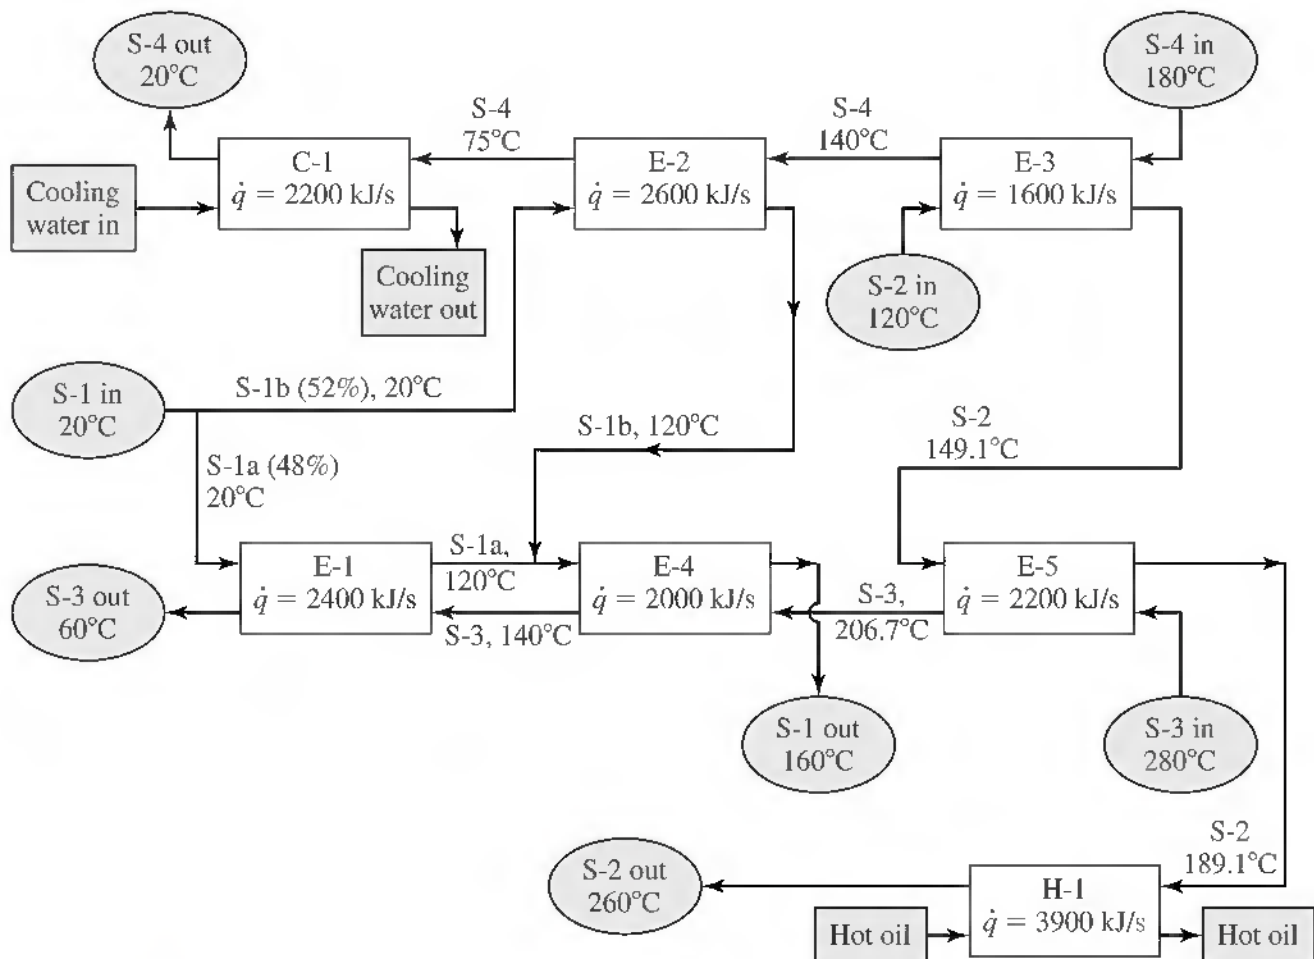 S-4 out
20°C
S-4 in
180°C
S-4
75°C
S-4
140°C
C-1
q̇ = 2200 kJ/s
E-2
q̇ = 2600 kJ/s
E-3
q̇ = 1600 kJ/s
Cooling
water in
Cooling
water out
S-2 in
120°C
S-1 in
20°C
S-1b (52%), 20°C
S-1b, 120°C
S-2
149.1°C
S-1a (48%)
20°C
S-3 out
60°C
E-1
q̇ = 2400 kJ/s
S-1a,
120°C
S-3, 140°C
E-4
q̇ = 2000 kJ/s
S-3,
206.7°C
E-5
q̇ = 2200 kJ/s
S-1 out
160°C
S-3 in
280°C
S-2
189.1°C
S-2 out
260°C
H-1
q̇ = 3900 kJ/s
Hot oil
Hot oil